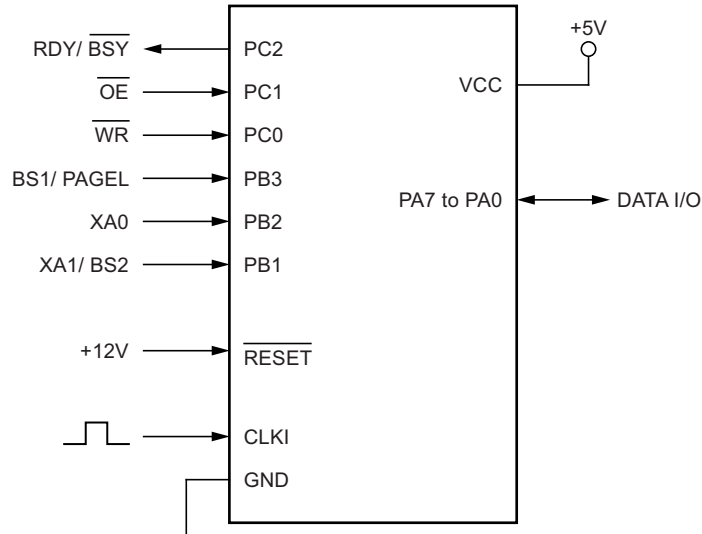 RDY/ BSY
PC2
+5V
OE
PC1
VCC
WR
PC0
BS1/ PAGEL
PB3
PA7 to PA0
DATA I/O
XA0
PB2
XA1/ BS2
PB1
+12V
RESET
CLKI
GND